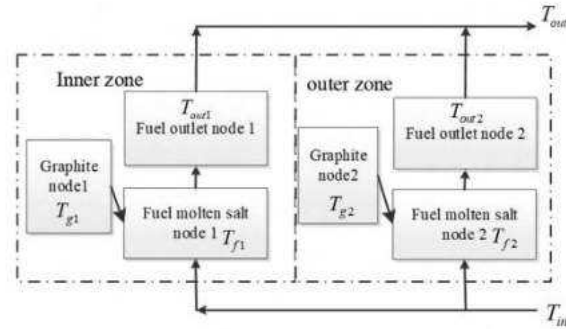 T_out
Inner zone
outer zone
T_out1
Fuel outlet node 1
T_out2
Fuel outlet node 2
Graphite
node1
T_g1
Graphite
node2
T_g2
Fuel molten salt
node 1 T_f1
Fuel molten salt
node 2 T_f2
T_in